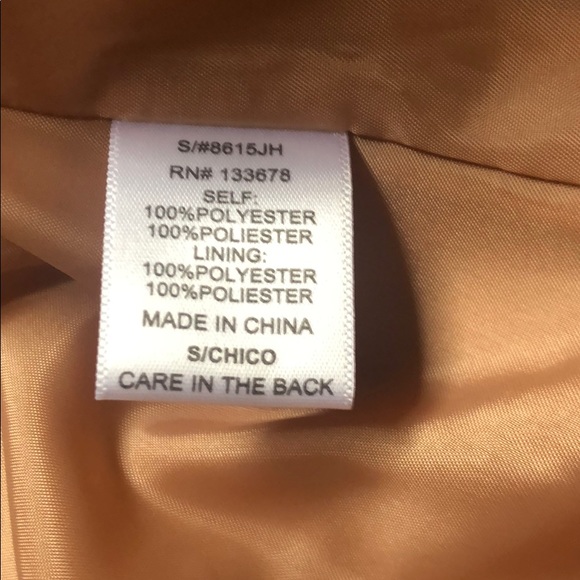 S/#8615JH
RN# 133678
SELF:
100%POLYESTER
100%POLIESTER
LINING:
100%POLYESTER
100%POLIESTER
MADE IN CHINA
S/CHICO
CARE IN THE BACK